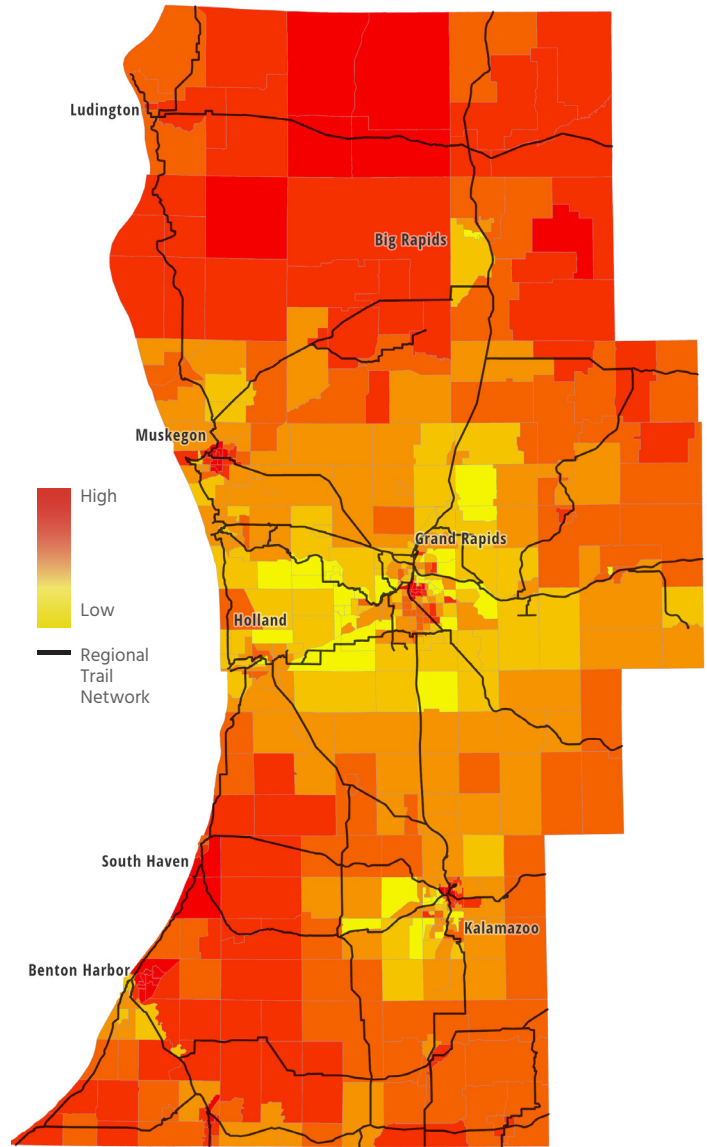 Ludington
Big Rapids
Muskegon
High
Grand Rapids
Low
Holland
Regional
Trail
Network
South Haven
Kalamazoo
Benton Harbor